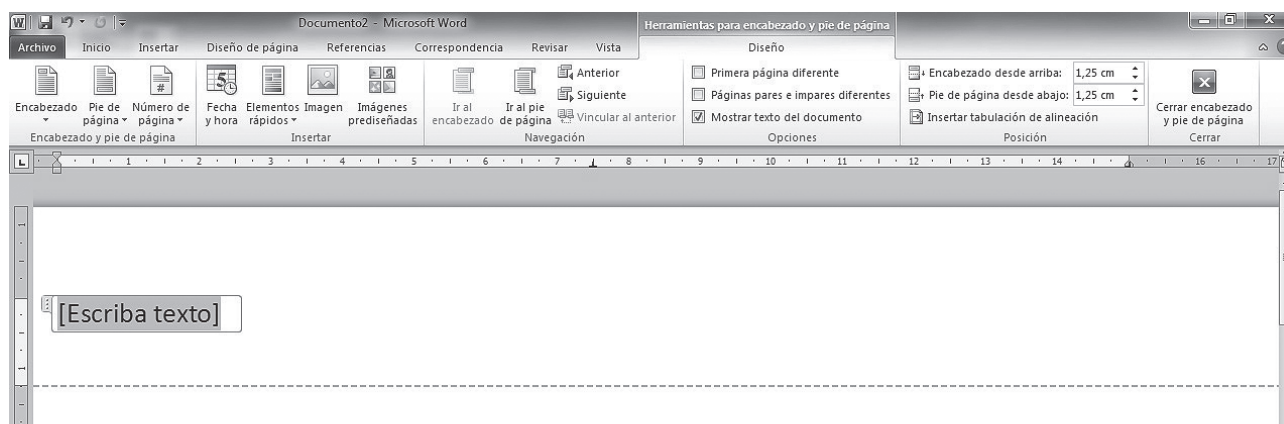 Documento2 - Microsoft Word
Herramientas para encabezado y pie de página
Archivo Inicio Insertar Diseño de página Referencias Correspondencia Revisar Vista Diseño
Encabezado
Pie de página
Número de página
Encabezado y pie de página
Fecha y hora
Elementos rápidos
Imagen
Imágenes prediseñadas
Insertar
Ir al encabezado
Ir al pie de página
Anterior
Siguiente
Vincular al anterior
Navegación
Primera página diferente
Páginas pares e impares diferentes
Mostrar texto del documento
Opciones
Encabezado desde arriba: 1,25 cm
Pie de página desde abajo: 1,25 cm
Insertar tabulación de alineación
Posición
Cerrar encabezado y pie de página
Cerrar
1 2 3 4 5 6 7 8 9 10 11 12 13 14 16 17
[Escriba texto]